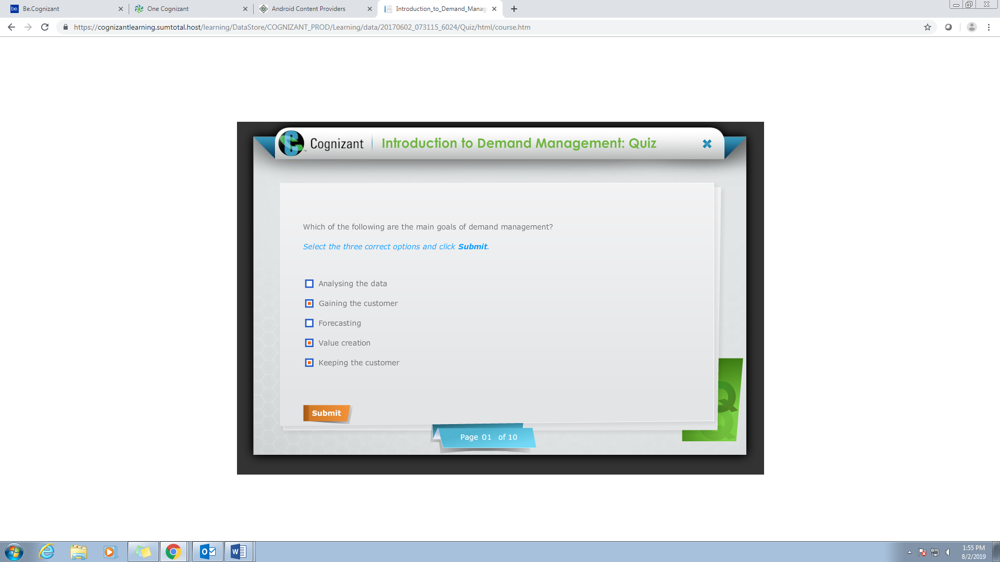 be. Be.Cognizant
One Cognizant
Android Content Providers
Introduction_to_Demand_Manag
https://cognizantlearning.sumtotal.host/learning/DataStore/COGNIZANT_PROD/Learning/data/20170602_073115_6024/Quiz/html/course.htm
Cognizant
Introduction to Demand Management: Quiz
Which of the following are the main goals of demand management?
Select the three correct options and click Submit.
Analysing the data
Gaining the customer
Forecasting
Value creation
Keeping the customer
Submit
Page 01 of 10
1:55 PM
8/2/2019